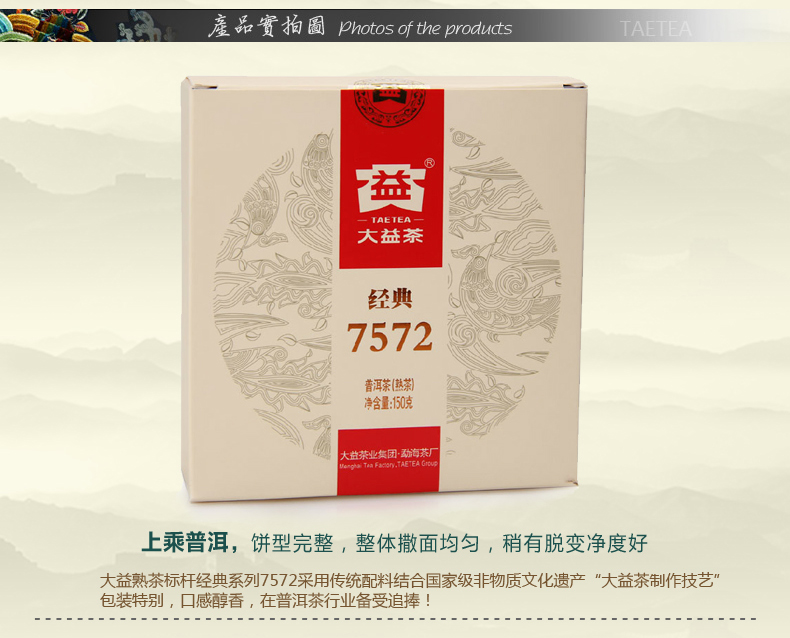 產品實拍圖 Photos of the products TAETEA
益®
TAETEA
大益茶
经典
7572
普洱茶(熟茶)
净含量:150克
大益茶业集团·勐海茶厂
Menghai Tea Factory,TAETEA Group
上乘普洱，饼型完整，整体撒面均匀，稍有脱变净度好
大益熟茶标杆经典系列7572采用传统配料结合国家级非物质文化遗产“大益茶制作技艺”
包装特别，口感醇香，在普洱茶行业备受追捧！